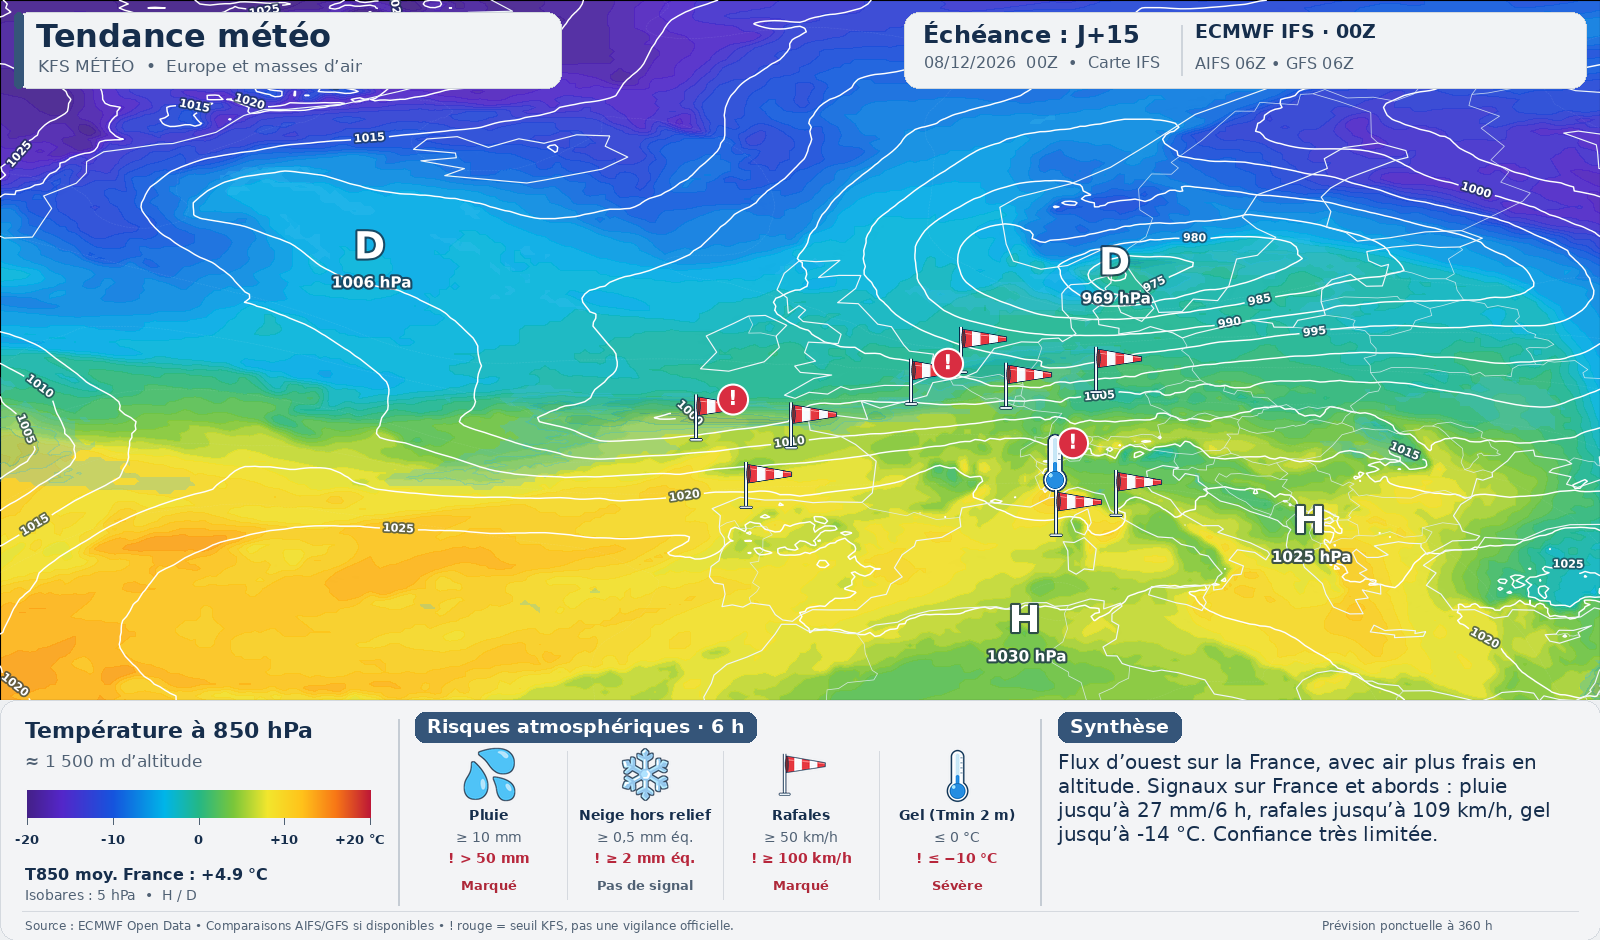 Tendance météo
KFS MÉTÉO • Europe et masses d’air
Échéance : J+15
08/12/2026 00Z • Carte IFS
ECMWF IFS · 00Z
AIFS 06Z • GFS 06Z
1025
1015
1020
1015
1025
1000
D
1006 hPa
980
D
969 hPa
975
985
990
995
1010
1005
1005
1010
1015
1020
1015
1025
H
1025 hPa
1025
H
1030 hPa
1020
1020
!
!
!
Température à 850 hPa
≈ 1 500 m d’altitude
-20 -10 0 +10 +20 °C
T850 moy. France : +4.9 °C
Isobares : 5 hPa • H / D
Risques atmosphériques · 6 h
Pluie
≥ 10 mm
! > 50 mm
Marqué
Neige hors relief
≥ 0,5 mm éq.
! ≥ 2 mm éq.
Pas de signal
Rafales
≥ 50 km/h
! ≥ 100 km/h
Marqué
Gel (Tmin 2 m)
≤ 0 °C
! ≤ −10 °C
Sévère
Synthèse
Flux d’ouest sur la France, avec air plus frais en
altitude. Signaux sur France et abords : pluie
jusqu’à 27 mm/6 h, rafales jusqu’à 109 km/h, gel
jusqu’à -14 °C. Confiance très limitée.
Source : ECMWF Open Data • Comparaisons AIFS/GFS si disponibles • ! rouge = seuil KFS, pas une vigilance officielle.
Prévision ponctuelle à 360 h